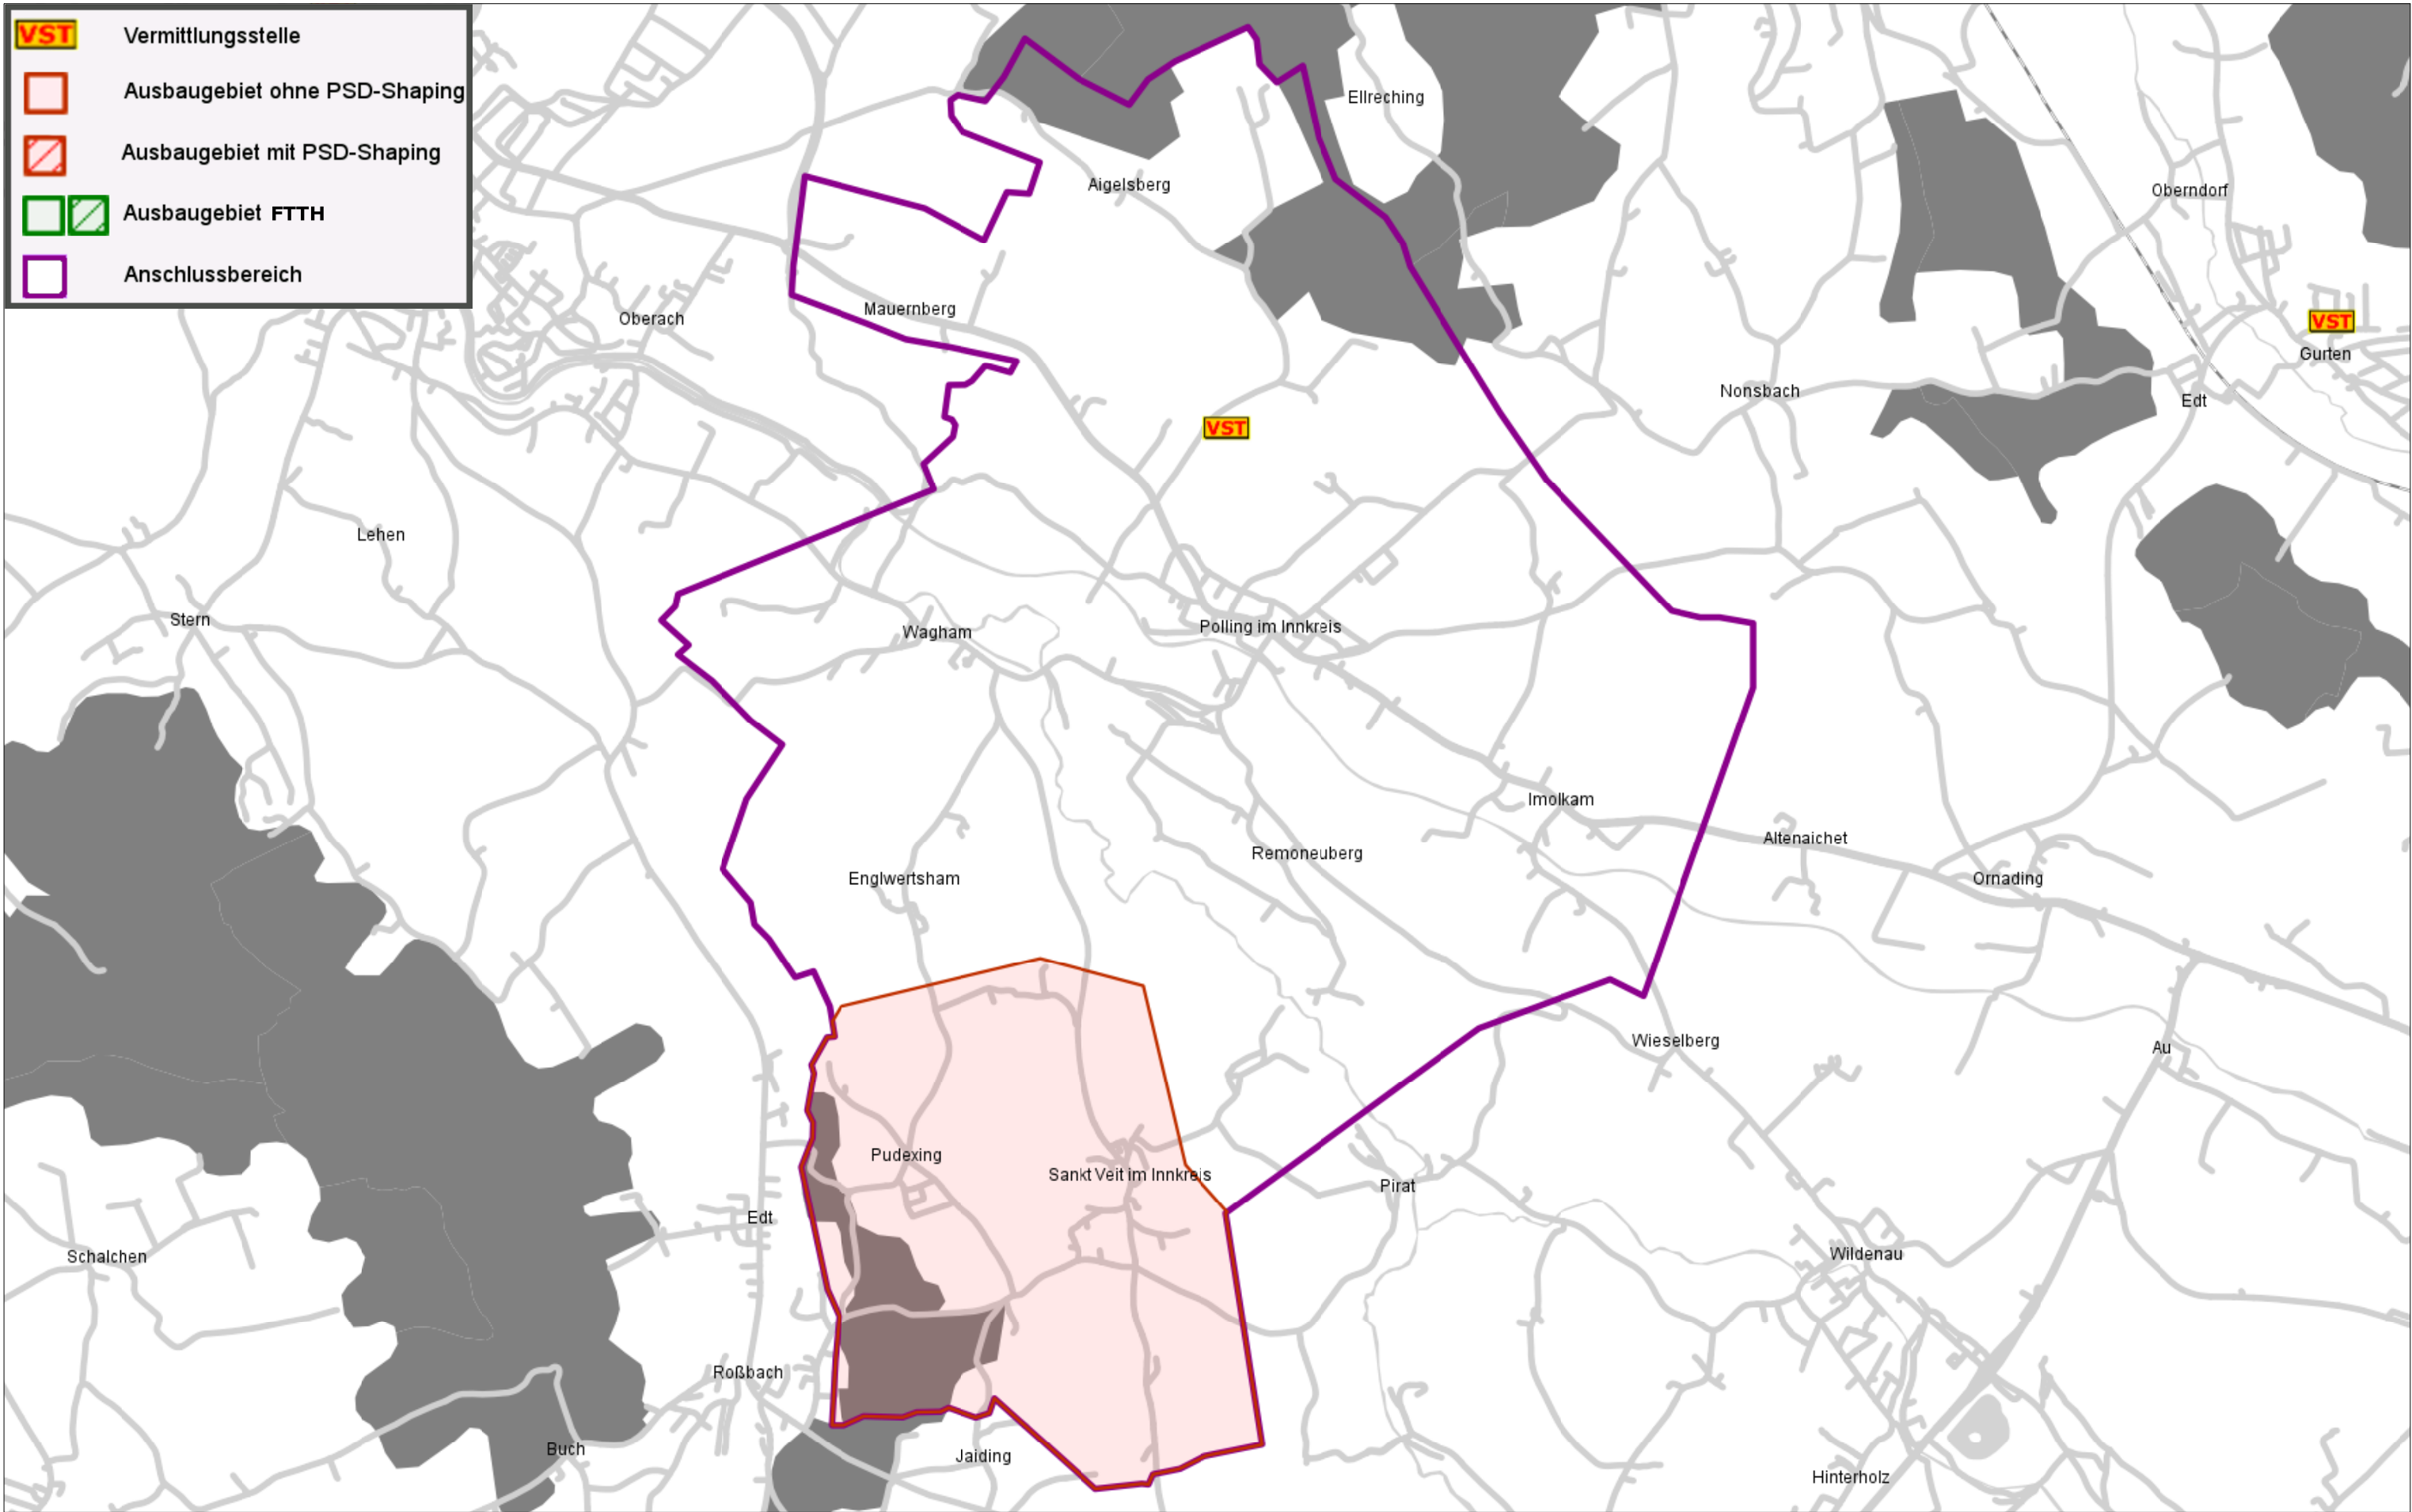 VST Vermittlungsstelle
Ausbaugebiet ohne PSD-Shaping
Ausbaugebiet mit PSD-Shaping
Ausbaugebiet FTTH
Anschlussbereich
Ellreching
Aigelsberg
Oberndorf
Mauernberg
Oberach
VST
Gurten
Nonsbach
Edt
VST
Lehen
Stern
Wagham
Polling im Innkreis
Imolkam
Altenaichet
Remoneuberg
Englwertsham
Ornading
Wieselberg
Au
Pudexing
Sankt Veit im Innkreis
Pirat
Edt
Schalchen
Wildenau
Roßbach
Buch
Jaiding
Hinterholz